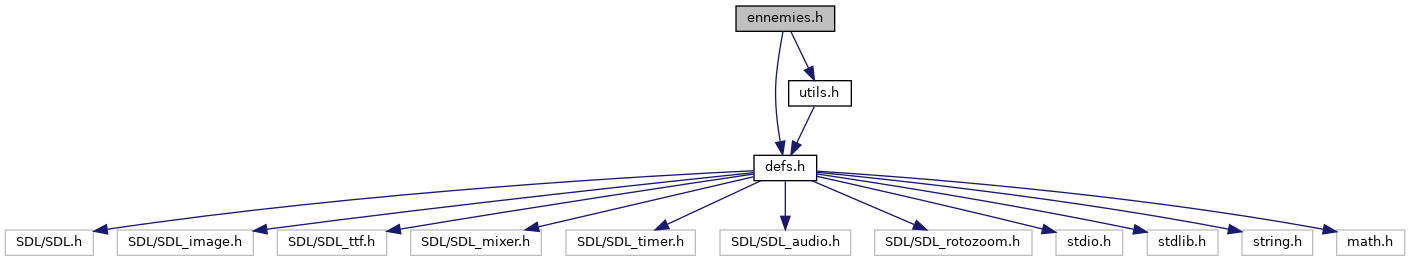 ennemies.h
utils.h
defs.h
SDL/SDL.h
SDL/SDL_image.h
SDL/SDL_ttf.h
SDL/SDL_mixer.h
SDL/SDL_timer.h
SDL/SDL_audio.h
SDL/SDL_rotozoom.h
stdio.h
stdlib.h
string.h
math.h